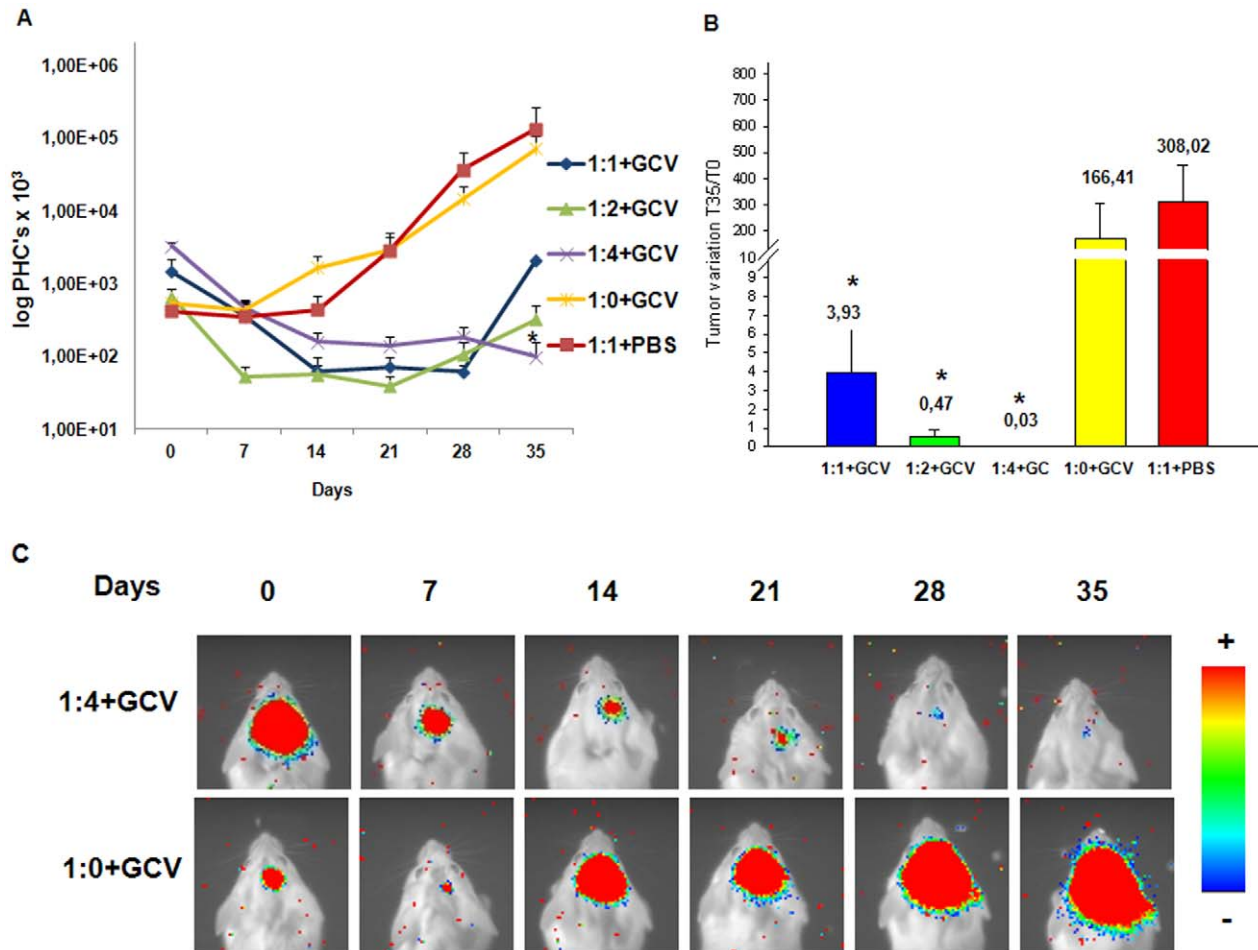 A
log PHC's x 10³
1,00E+06
1,00E+05
1,00E+04
1,00E+03
1,00E+02
1,00E+01
0 7 14 21 28 35
Days
*
1:1+GCV
1:2+GCV
1:4+GCV
1:0+GCV
1:1+PBS
B
Tumor variation T35/T0
800
700
600
500
400
300
200
10
9
8
7
6
5
4
3
2
1
0
*
3,93
*
0,47
*
0,03
166,41
308,02
1:1+GCV 1:2+GCV 1:4+GC 1:0+GCV 1:1+PBS
C
Days 0 7 14 21 28 35
1:4+GCV
1:0+GCV
+
-